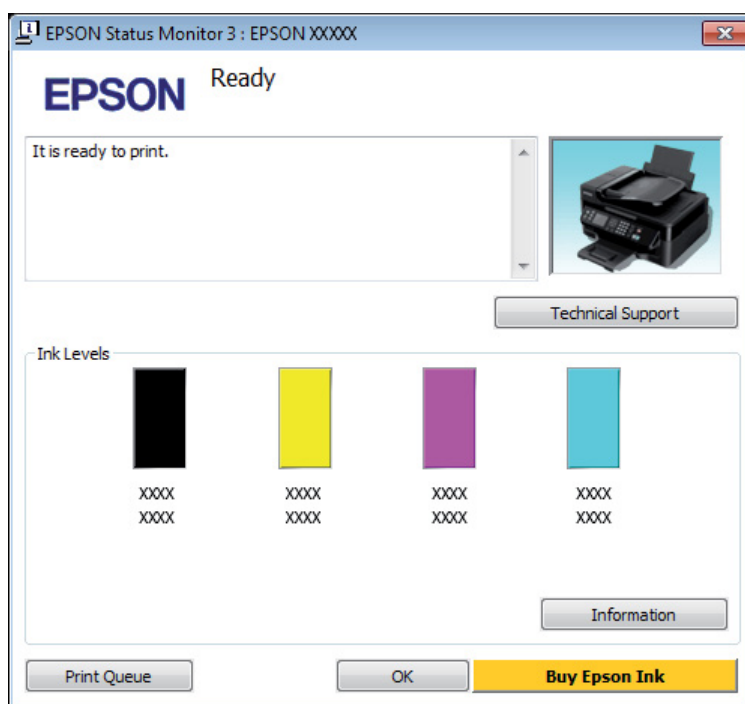 EPSON Status Monitor 3 : EPSON XXXXX
EPSON
Ready
It is ready to print.
Technical Support
Ink Levels
XXXX XXXX XXXX XXXX
XXXX XXXX XXXX XXXX
Information
Print Queue
OK
Buy Epson Ink